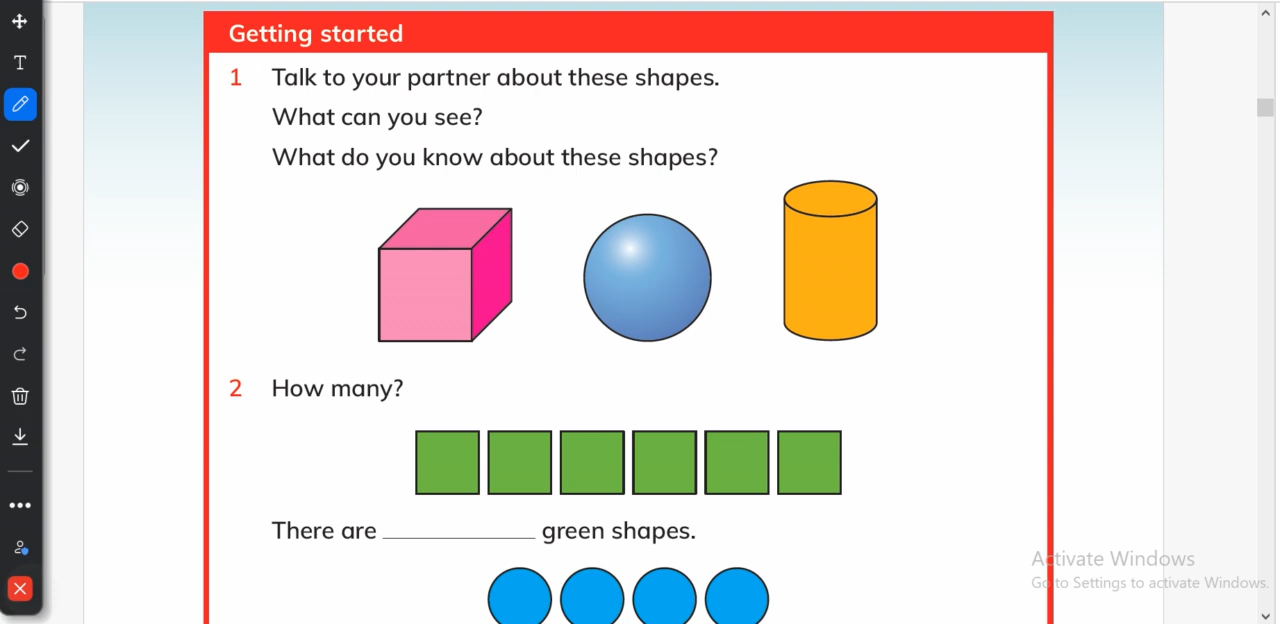 Getting started
1 Talk to your partner about these shapes.
What can you see?
What do you know about these shapes?
2 How many?
There are ____________ green shapes.
Activate Windows
Go to Settings to activate Windows.